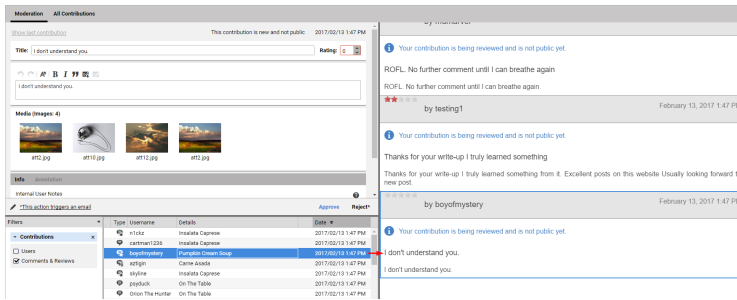 Moderation All Contributions
Show last contribution This contribution is new and not public 2017/02/13 1:47 PM
Title: I don't understand you. Rating: 0
I don't understand you.
Media (Images: 4)
att2.jpg att10.jpg att12.jpg att2.jpg
Info Annotation
Internal User Notes
*This action triggers an email Approve Reject*
Filters
Contributions
Users
Comments & Reviews
Type Username Details Date
n1ckz Insalata Caprese 2017/02/13 1:47 PM
cartman1236 Insalata Caprese 2017/02/13 1:47 PM
boyofmystery Pumpkin Cream Soup 2017/02/13 1:47 PM
aztigin Carne Asada 2017/02/13 1:47 PM
skyline Insalata Caprese 2017/02/13 1:47 PM
psyduck On The Table 2017/02/13 1:47 PM
Orion The Hunter On The Table 2017/02/13 1:47 PM
Your contribution is being reviewed and is not public yet.
ROFL. No further comment until I can breathe again
ROFL. No further comment until I can breathe again.
by testing1 February 13, 2017 1:47 PM
Your contribution is being reviewed and is not public yet.
Thanks for your write-up I truly learned something
Thanks for your write-up I truly learned something from it. Excellent posts on this website Usually looking forward t
new post.
by boyofmystery February 13, 2017 1:47 PM
Your contribution is being reviewed and is not public yet.
I don't understand you.
I don't understand you.